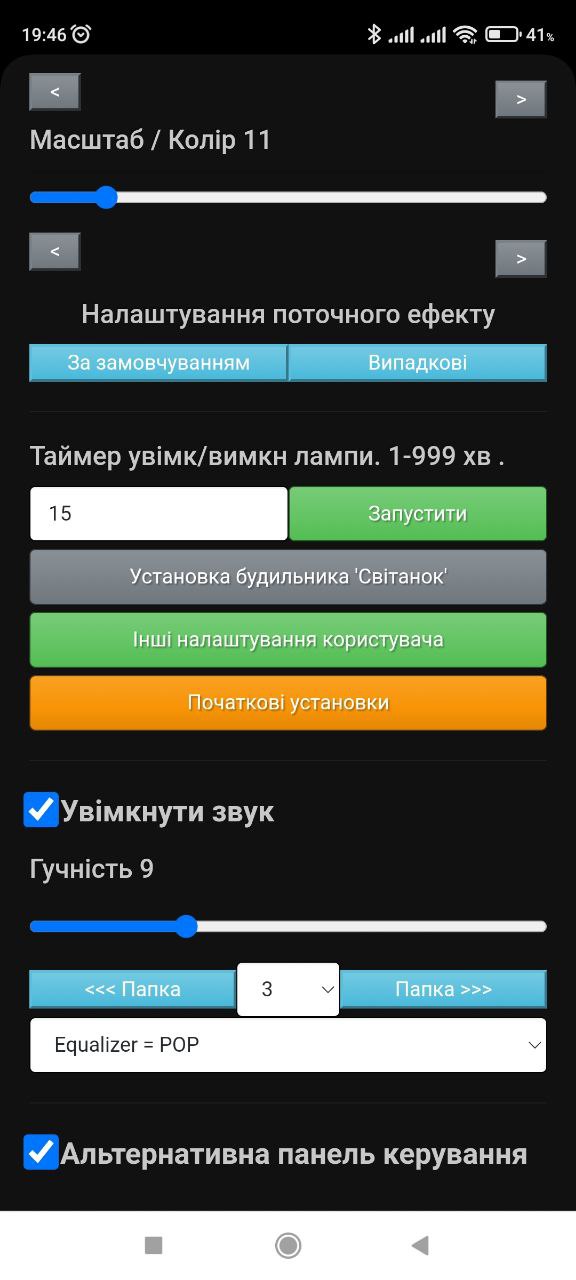 19:46 41%
< >
Масштаб / Колір 11
< >
Налаштування поточного ефекту
За замовчуванням Випадкові
Таймер увімк/вимкн лампи. 1-999 хв .
15 Запустити
Установка будильника 'Світанок'
Інші налаштування користувача
Початкові установки
Увімкнути звук
Гучність 9
<<< Папка 3 Папка >>>
Equalizer = POP
Альтернативна панель керування